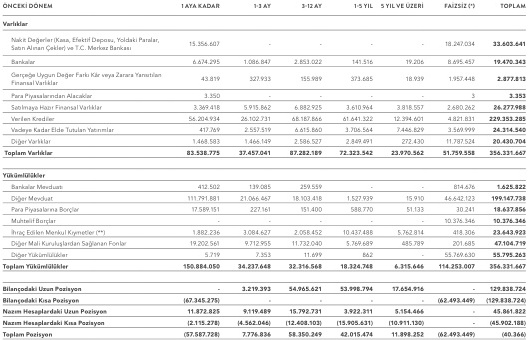 ÖNCEKİ DÖNEM 1 AYA KADAR 1-3 AY 3-12 AY 1-5 YIL 5 YIL VE ÜZERİ FAİZSİZ (*) TOPLAM
Varlıklar
Nakit Değerler (Kasa, Efektif Deposu, Yoldaki Paralar, Satın Alınan Çekler) ve T.C. Merkez Bankası 15.356.607 - - - - 18.247.034 33.603.641
Bankalar 6.674.295 1.086.847 2.853.022 141.516 19.206 8.695.457 19.470.343
Gerçeğe Uygun Değer Farkı Kâr veya Zarara Yansıtılan Finansal Varlıklar 43.819 327.933 155.989 373.685 18.939 1.957.448 2.877.813
Para Piyasalarından Alacaklar 3.350 - - - - 3 3.353
Satılmaya Hazır Finansal Varlıklar 3.369.418 5.915.862 6.882.925 3.610.964 3.818.557 2.680.262 26.277.988
Verilen Krediler 56.204.934 26.102.731 68.187.866 61.641.322 12.394.601 4.821.831 229.353.285
Vadeye Kadar Elde Tutulan Yatırımlar 417.769 2.557.519 6.615.860 3.706.564 7.446.829 3.569.999 24.314.540
Diğer Varlıklar 1.468.583 1.466.149 2.586.527 2.849.491 272.430 11.787.524 20.430.704
Toplam Varlıklar 83.538.775 37.457.041 87.282.189 72.323.542 23.970.562 51.759.558 356.331.667
Yükümlülükler
Bankalar Mevduatı 412.502 139.085 259.559 - - 814.676 1.625.822
Diğer Mevduat 111.791.881 21.066.467 18.103.418 1.527.939 15.910 46.642.123 199.147.738
Para Piyasalarına Borçlar 17.589.151 227.161 151.400 588.770 51.133 30.241 18.637.856
Muhtelif Borçlar - - - - - 10.376.346 10.376.346
İhraç Edilen Menkul Kıymetler (**) 1.882.236 3.084.627 2.058.452 10.437.488 5.762.814 418.306 23.643.923
Diğer Mali Kuruluşlardan Sağlanan Fonlar 19.202.561 9.712.955 11.732.040 5.769.689 485.789 201.685 47.104.719
Diğer Yükümlülükler 5.719 7.353 11.699 862 - 55.769.630 55.795.263
Toplam Yükümlülükler 150.884.050 34.237.648 32.316.568 18.324.748 6.315.646 114.253.007 356.331.667
Bilançodaki Uzun Pozisyon - 3.219.393 54.965.621 53.998.794 17.654.916 - 129.838.724
Bilançodaki Kısa Pozisyon (67.345.275) - - - - (62.493.449) (129.838.724)
Nazım Hesaplardaki Uzun Pozisyon 11.872.825 9.119.489 15.792.731 3.922.311 5.154.466 - 45.861.822
Nazım Hesaplardaki Kısa Pozisyon (2.115.278) (4.562.046) (12.408.103) (15.905.631) (10.911.130) - (45.902.188)
Toplam Pozisyon (57.587.728) 7.776.836 58.350.249 42.015.474 11.898.252 (62.493.449) (40.366)